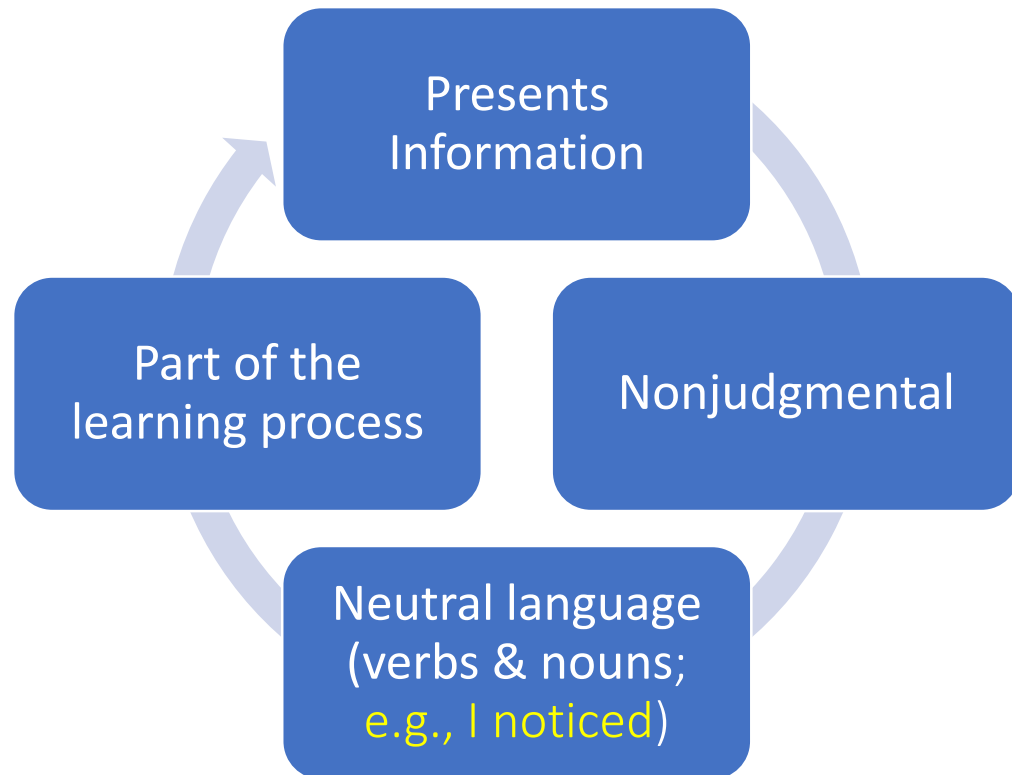 Presents
Information
Nonjudgmental
Neutral language
(verbs & nouns;
e.g., I noticed)
Part of the
learning process